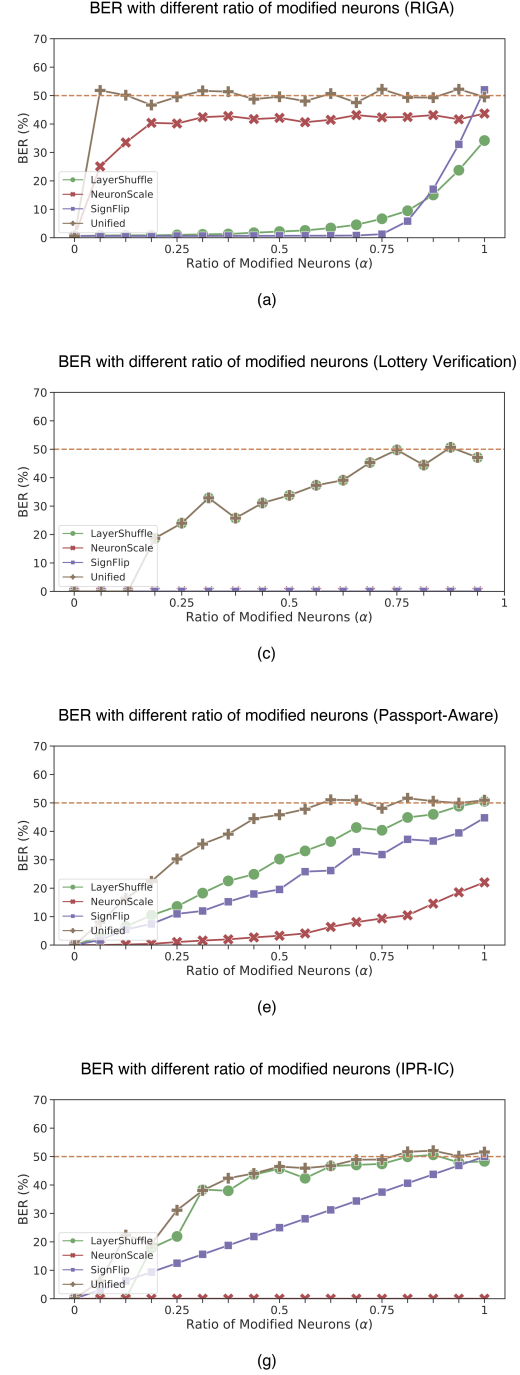 BER with different ratio of modified neurons (RIGA)
70
60
50
40
30
20
10
0
BER (%)
LayerShuffle
NeuronScale
SignFlip
Unified
0 0.25 0.5 0.75 1
Ratio of Modified Neurons (α)
(a)
BER with different ratio of modified neurons (Lottery Verification)
70
60
50
40
30
20
10
0
BER (%)
LayerShuffle
NeuronScale
SignFlip
Unified
0 0.25 0.5 0.75 1
Ratio of Modified Neurons (α)
(c)
BER with different ratio of modified neurons (Passport-Aware)
70
60
50
40
30
20
10
0
BER (%)
LayerShuffle
NeuronScale
SignFlip
Unified
0 0.25 0.5 0.75 1
Ratio of Modified Neurons (α)
(e)
BER with different ratio of modified neurons (IPR-IC)
70
60
50
40
30
20
10
0
BER (%)
LayerShuffle
NeuronScale
SignFlip
Unified
0 0.25 0.5 0.75 1
Ratio of Modified Neurons (α)
(g)